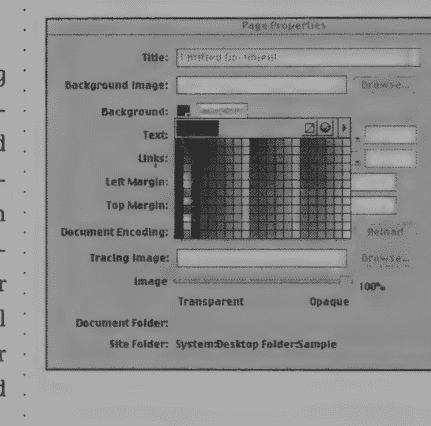 Page Properties
Title:
Background Image: Browse...
Background:
Text:
Links:
Left Margin:
Top Margin:
Document Encoding: Reload
Tracing Image: Browse...
Image 100%
Transparent Opaque
Document Folder:
Site Folder: System:Desktop Folder:Sample